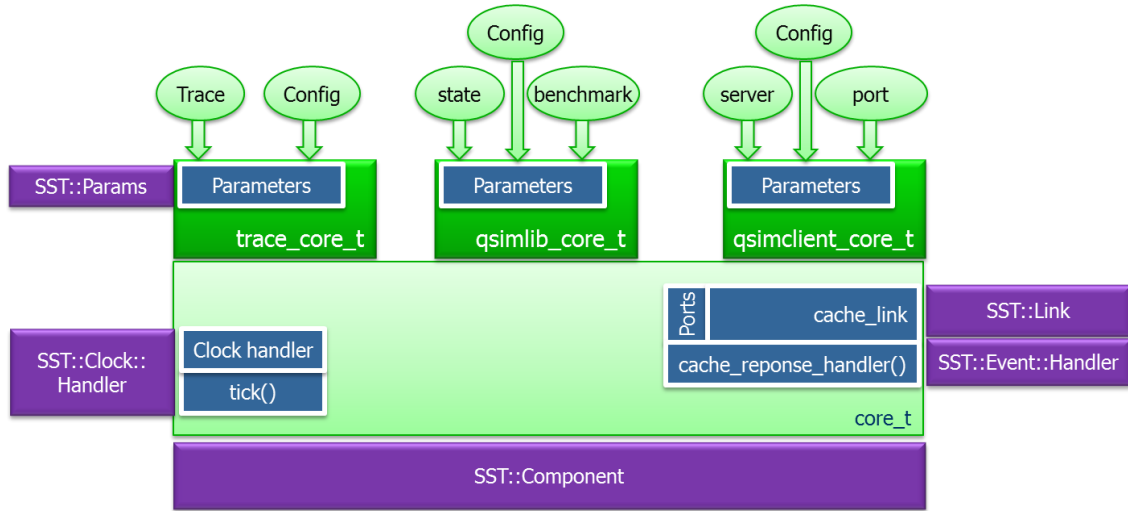 Config
Config
Trace
Config
state
benchmark
server
port
SST::Params
Parameters
Parameters
Parameters
trace_core_t
qsimlib_core_t
qsimclient_core_t
Ports
cache_link
SST::Link
SST::Clock::
Handler
Clock handler
cache_reponse_handler()
SST::Event::Handler
tick()
core_t
SST::Component